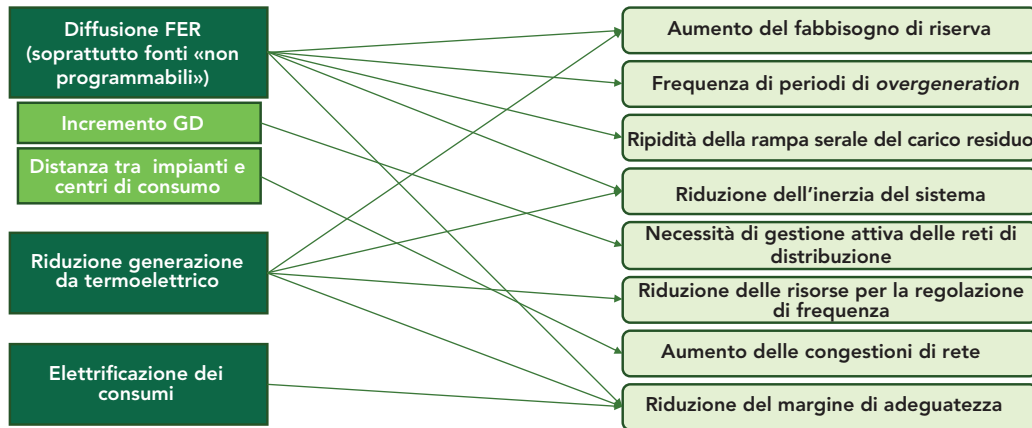 Diffusione FER
(soprattutto fonti «non
programmabili»)
Incremento GD
Distanza tra impianti e
centri di consumo
Riduzione generazione
da termoelettrico
Elettrificazione dei
consumi
Aumento del fabbisogno di riserva
Frequenza di periodi di overgeneration
Ripidità della rampa serale del carico residuo
Riduzione dell’inerzia del sistema
Necessità di gestione attiva delle reti di
distribuzione
Riduzione delle risorse per la regolazione
di frequenza
Aumento delle congestioni di rete
Riduzione del margine di adeguatezza